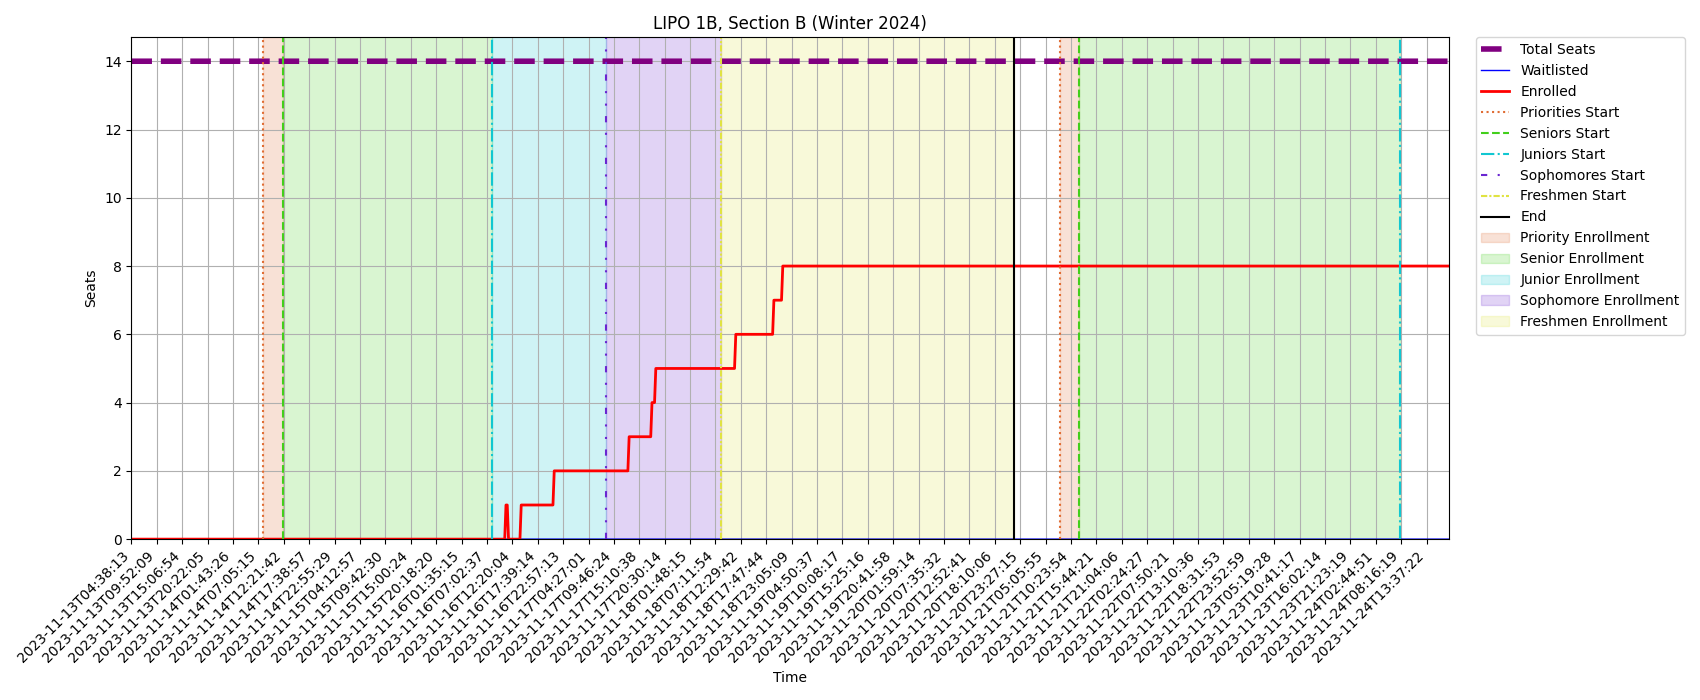 LIPO 1B, Section B (Winter 2024)
Seats
14
12
10
8
6
4
2
0
2023-11-13T04:38:13
2023-11-13T09:52:09
2023-11-13T15:06:54
2023-11-13T20:22:05
2023-11-14T01:43:26
2023-11-14T07:05:15
2023-11-14T12:21:42
2023-11-14T17:38:57
2023-11-14T22:55:29
2023-11-15T04:12:57
2023-11-15T09:42:30
2023-11-15T15:00:24
2023-11-15T20:18:20
2023-11-16T01:35:15
2023-11-16T07:02:37
2023-11-16T12:20:04
2023-11-16T17:39:14
2023-11-16T22:57:13
2023-11-17T04:27:01
2023-11-17T09:46:24
2023-11-17T15:10:38
2023-11-17T20:30:14
2023-11-18T01:48:15
2023-11-18T07:11:54
2023-11-18T12:29:42
2023-11-18T17:47:44
2023-11-18T23:05:09
2023-11-19T04:50:37
2023-11-19T10:08:17
2023-11-19T15:25:16
2023-11-19T20:41:58
2023-11-20T01:59:14
2023-11-20T07:35:32
2023-11-20T12:52:41
2023-11-20T18:10:06
2023-11-20T23:27:15
2023-11-21T05:05:55
2023-11-21T10:23:54
2023-11-21T15:44:21
2023-11-21T21:04:06
2023-11-22T02:24:27
2023-11-22T07:50:21
2023-11-22T13:10:36
2023-11-22T18:31:53
2023-11-22T23:52:59
2023-11-23T05:19:28
2023-11-23T10:41:17
2023-11-23T16:02:14
2023-11-23T21:23:19
2023-11-24T02:44:51
2023-11-24T08:16:19
2023-11-24T13:37:22
Time
Total Seats
Waitlisted
Enrolled
Priorities Start
Seniors Start
Juniors Start
Sophomores Start
Freshmen Start
End
Priority Enrollment
Senior Enrollment
Junior Enrollment
Sophomore Enrollment
Freshmen Enrollment